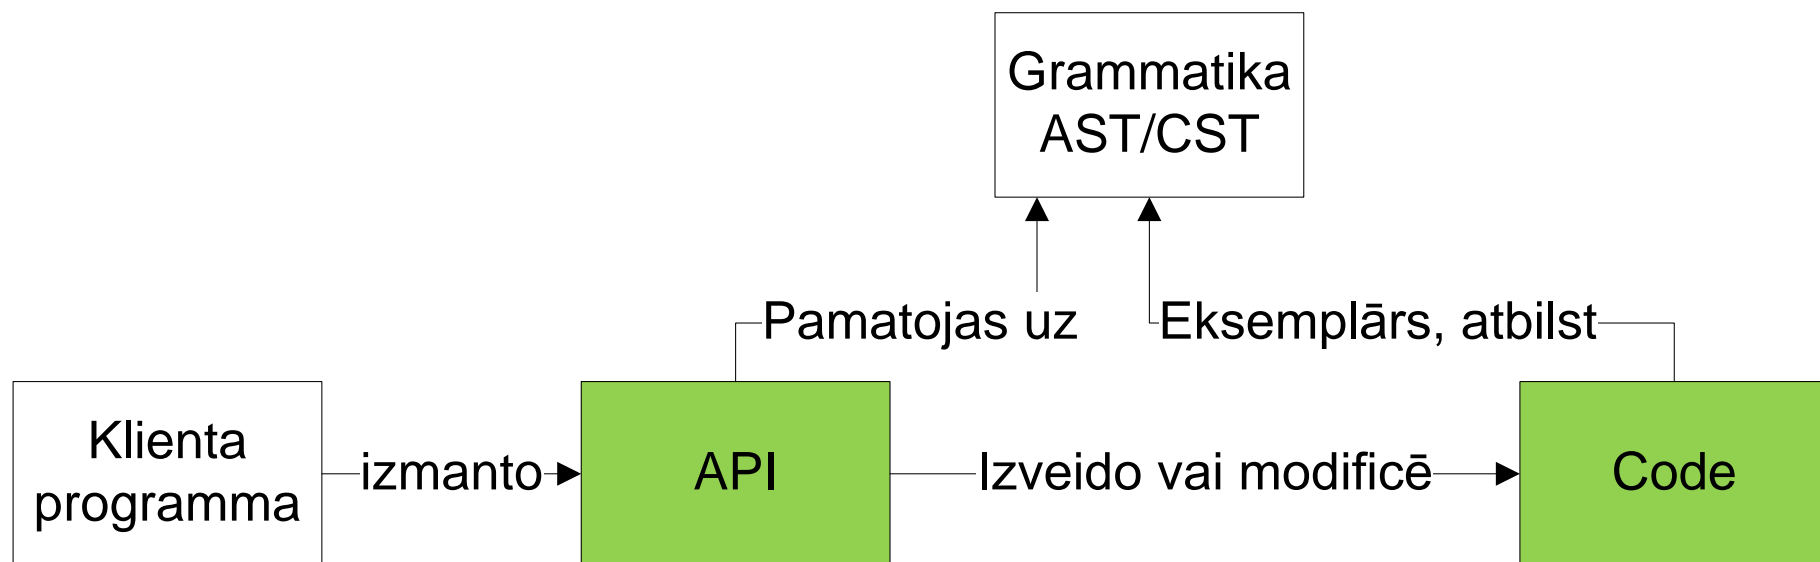 Grammatika
AST/CST
Pamatojas uz
Eksemplārs, atbilst
Klienta
programma
izmanto
API
Izveido vai modificē
Code